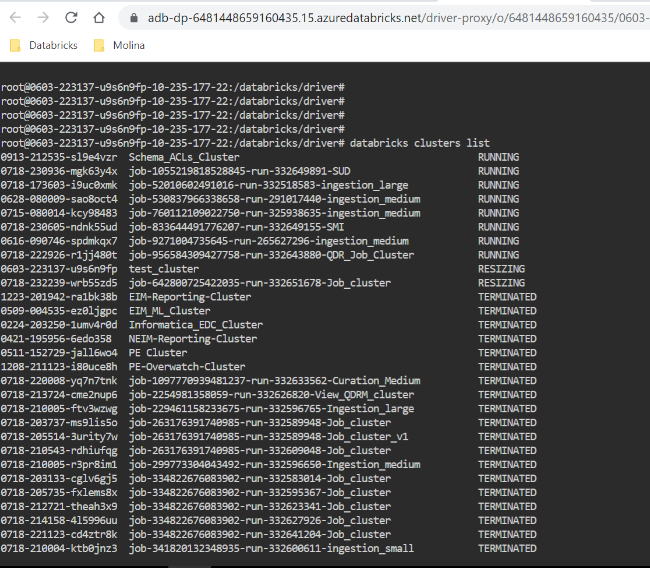 adb-dp-6481448659160435.15.azuredatabricks.net/driver-proxy/o/6481448659160435/0603-
Databricks Molina
root@0603-223137-u9s6n9fp-10-235-177-22:/databricks/driver#
root@0603-223137-u9s6n9fp-10-235-177-22:/databricks/driver#
root@0603-223137-u9s6n9fp-10-235-177-22:/databricks/driver#
root@0603-223137-u9s6n9fp-10-235-177-22:/databricks/driver#
root@0603-223137-u9s6n9fp-10-235-177-22:/databricks/driver# databricks clusters list
0913-212535-sl9e4vzr Schema_ACLs_Cluster RUNNING
0718-230936-mgk63y4x job-1055219818528845-run-332649891-SUD RUNNING
0718-173603-i9uc0xmk job-52010602491016-run-332518583-ingestion_large RUNNING
0628-080009-sao8oct4 job-530837966338658-run-291017440-ingestion_medium RUNNING
0715-080014-kcy98483 job-760112109022750-run-325938635-ingestion_medium RUNNING
0718-230605-ndnk55ud job-833644491776207-run-332649155-SMI RUNNING
0616-090746-spdmkqx7 job-9271004735645-run-265627296-ingestion_medium RUNNING
0718-222926-r1jj480t job-956584309427758-run-332643880-QDR_Job_Cluster RUNNING
0603-223137-u9s6n9fp test_cluster RESIZING
0718-232239-wrb55zd5 job-642800725422035-run-332651678-Job_cluster RESIZING
1223-201942-ra1bk38b EIM-Reporting-Cluster TERMINATED
0509-004535-ez0ljgpc EIM_ML_Cluster TERMINATED
0224-203250-1umv4r0d Informatica_EDC_Cluster TERMINATED
0421-195956-6edo358 NEIM-Reporting-Cluster TERMINATED
0511-152729-jall6wo4 PE Cluster TERMINATED
1208-211123-i80uce8h PE-Overwatch-Cluster TERMINATED
0718-220008-yq7n7tnk job-1097770939481237-run-332633562-Curation_Medium TERMINATED
0718-213724-cme2nup6 job-2254981358059-run-332626820-View_QDRM_cluster TERMINATED
0718-210005-ftv3wzwg job-229461158233675-run-332596765-Ingestion_large TERMINATED
0718-203737-ms9lis5o job-263176391740985-run-332589948-Job_cluster TERMINATED
0718-205514-3urity7w job-263176391740985-run-332589948-Job_cluster_v1 TERMINATED
0718-210543-rdhiufqg job-263176391740985-run-332609048-Job_cluster TERMINATED
0718-210005-r3pr8im1 job-299773304043492-run-332596650-Ingestion_medium TERMINATED
0718-203133-cglv6gj5 job-334822676083902-run-332583014-Job_cluster TERMINATED
0718-205735-fxlems8x job-334822676083902-run-332595367-Job_cluster TERMINATED
0718-212721-theah3x9 job-334822676083902-run-332623341-Job_cluster TERMINATED
0718-214158-4l5996uu job-334822676083902-run-332627926-Job_cluster TERMINATED
0718-221123-cd4ztr8k job-334822676083902-run-332641204-Job_cluster TERMINATED
0718-210004-ktb0jnz3 job-341820132348935-run-332600611-ingestion_small TERMINATED